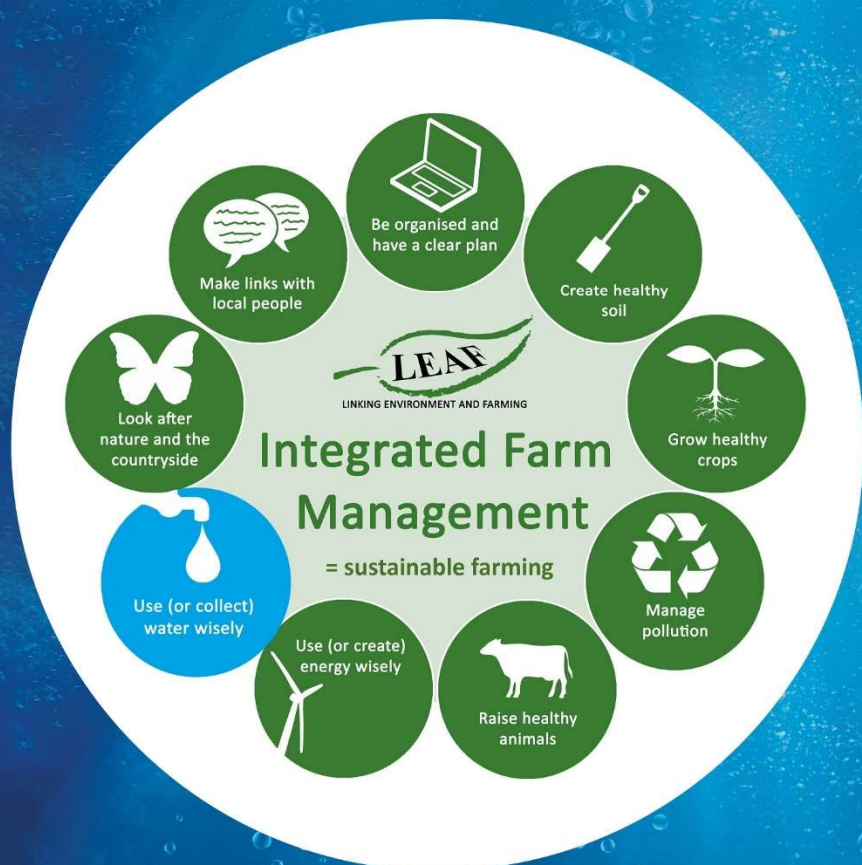 Be organised and
have a clear plan
Create healthy
soil
Grow healthy
crops
Manage
pollution
Raise healthy
animals
Use (or create)
energy wisely
Use (or collect)
water wisely
Look after
nature and the
countryside
Make links with
local people
LEAF
LINKING ENVIRONMENT AND FARMING
Integrated Farm
Management
= sustainable farming